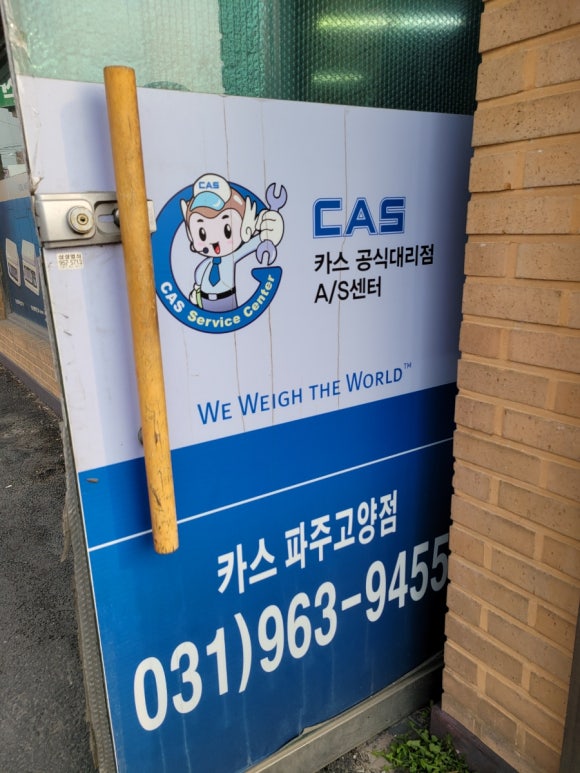 CAS
CAS Service Center
CAS
카스 공식대리점
A/S센터
WE WEIGH THE WORLD™
카스 파주고양점
031)963-9455